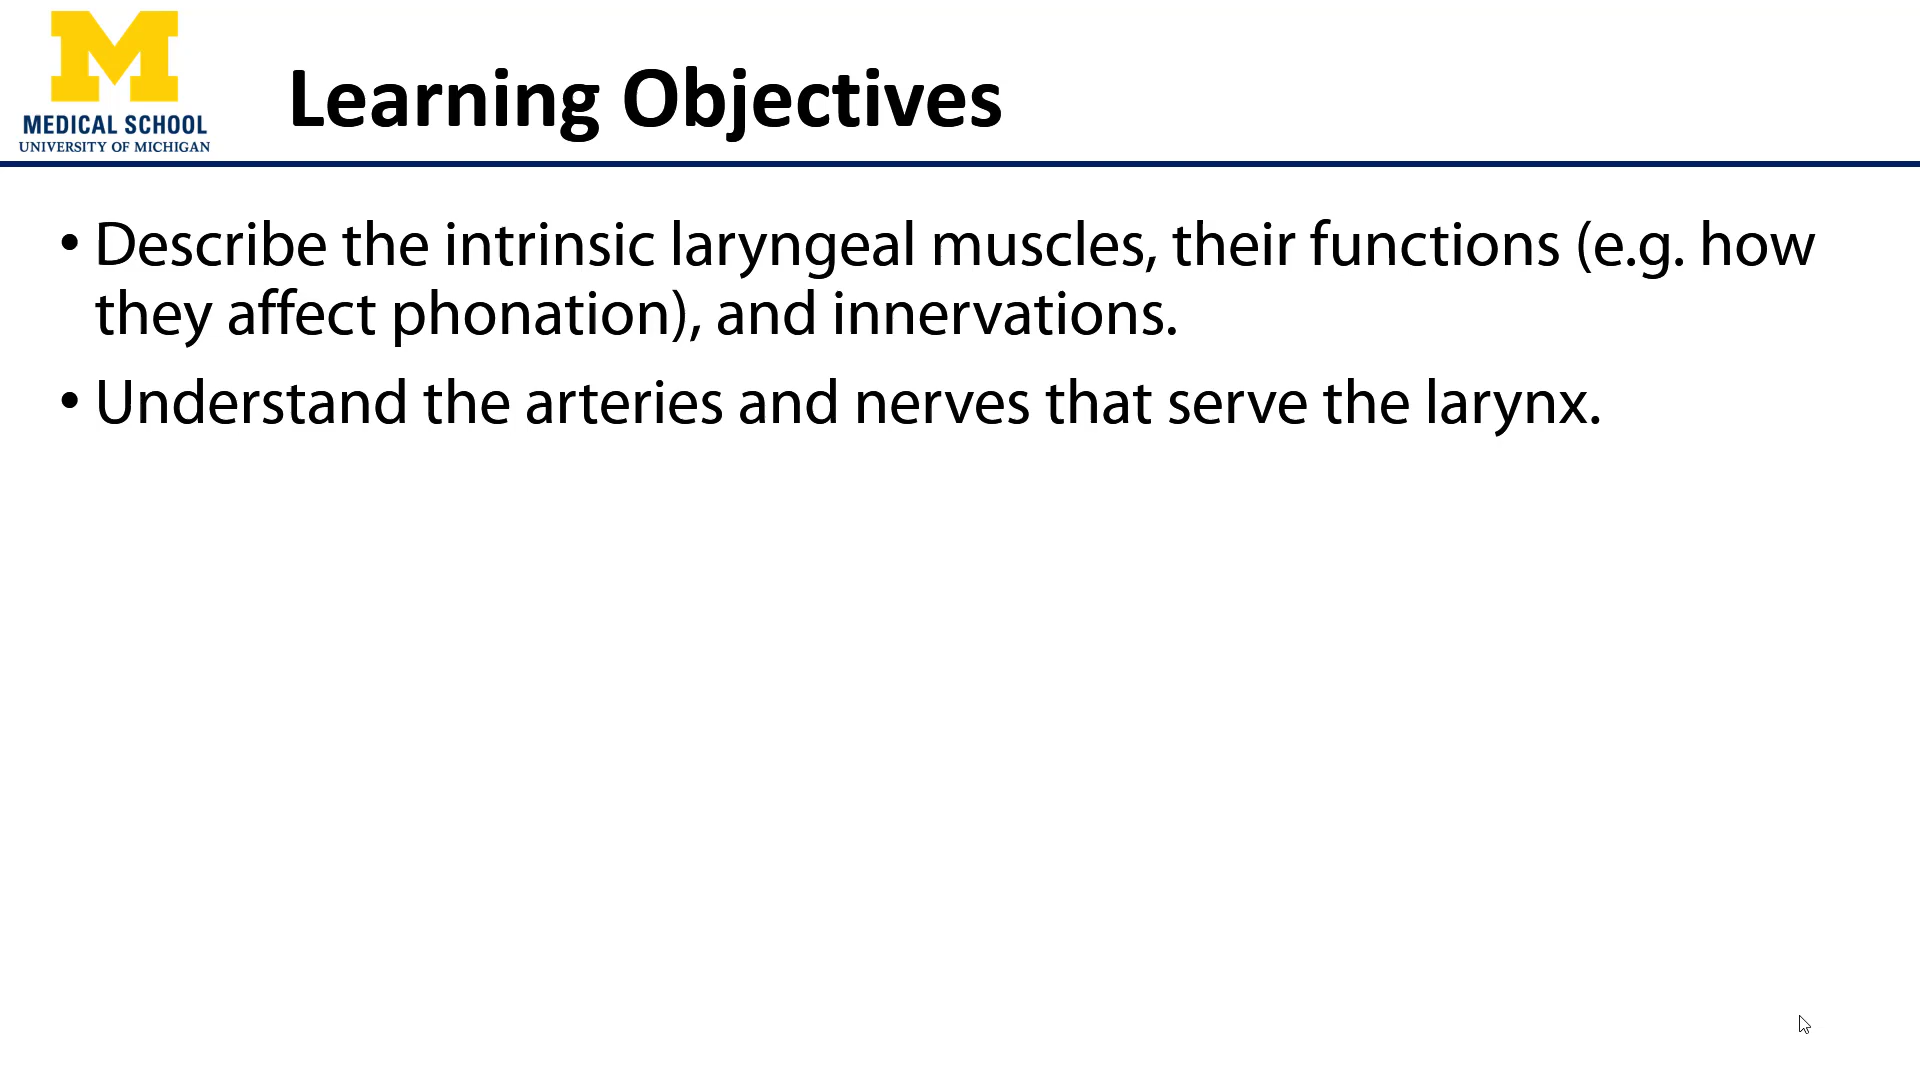 M
MEDICAL SCHOOL
UNIVERSITY OF MICHIGAN
Learning Objectives
• Describe the intrinsic laryngeal muscles, their functions (e.g. how
they affect phonation), and innervations.
• Understand the arteries and nerves that serve the larynx.